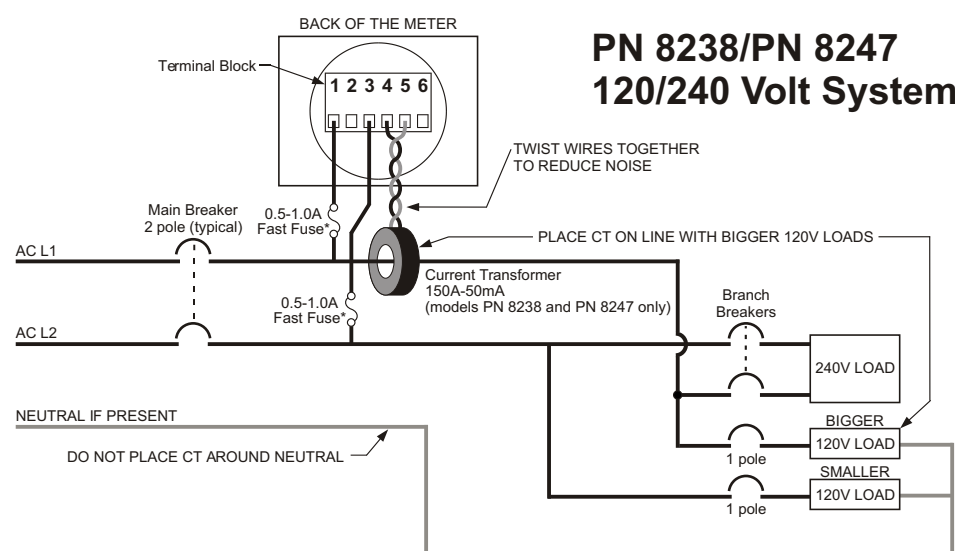 BACK OF THE METER
PN 8238/PN 8247
120/240 Volt System
Terminal Block
1 2 3 4 5 6
TWIST WIRES TOGETHER
TO REDUCE NOISE
Main Breaker
2 pole (typical)
0.5-1.0A
Fast Fuse*
PLACE CT ON LINE WITH BIGGER 120V LOADS
AC L1
Current Transformer
150A-50mA
(models PN 8238 and PN 8247 only)
0.5-1.0A
Fast Fuse*
Branch
Breakers
AC L2
240V LOAD
NEUTRAL IF PRESENT
BIGGER
120V LOAD
DO NOT PLACE CT AROUND NEUTRAL
1 pole
SMALLER
120V LOAD
1 pole